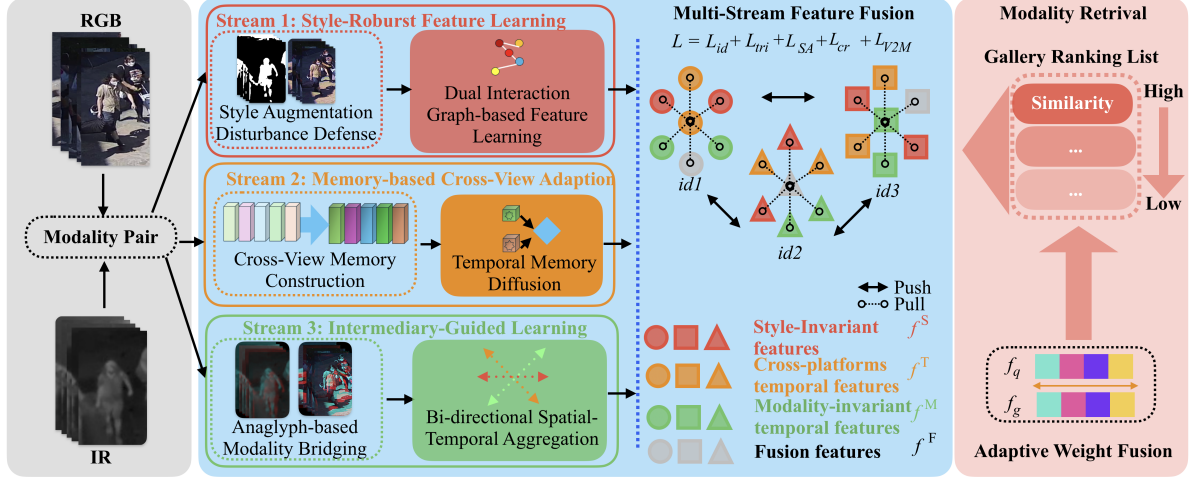 RGB
Modality Pair
IR
Stream 1: Style-Roburst Feature Learning
Style Augmentation
Disturbance Defense
Dual Interaction
Graph-based Feature
Learning
Stream 2: Memory-based Cross-View Adaption
Cross-View Memory
Construction
Temporal Memory
Diffusion
Stream 3: Intermediary-Guided Learning
Anaglyph-based
Modality Bridging
Bi-directional Spatial-
Temporal Aggregation
Multi-Stream Feature Fusion
L = L_id + L_tri + L_SA + L_cr + L_V2M
id1
id2
id3
Push
Pull
Style-Invariant f^S
features
Cross-platforms f^T
temporal features
Modality-invariant f^M
temporal features
Fusion features f^F
Modality Retrival
Gallery Ranking List
Similarity
...
...
High
Low
f_q
f_g
Adaptive Weight Fusion